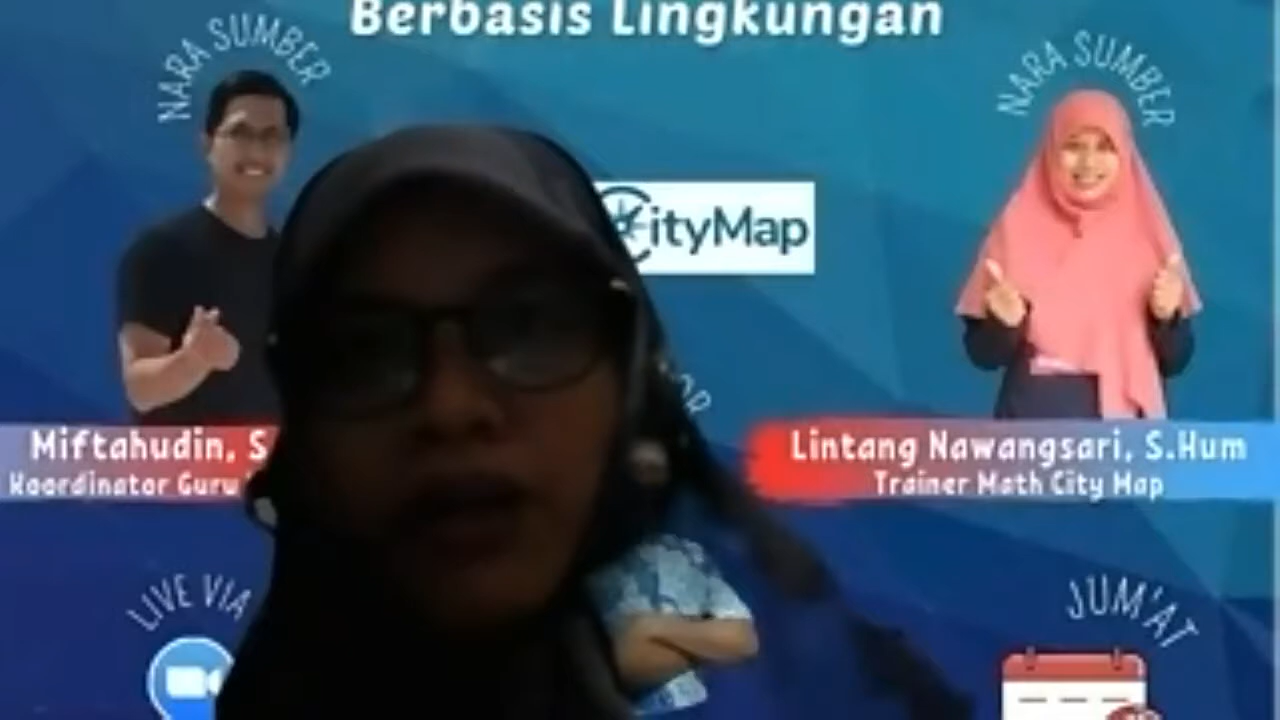 Berbasis Lingkungan
NARA SUMBER
NARA SUMBER
CityMap
Miftahudin, S
Koordinator Guru
Lintang Nawangsari, S.Hum
Trainer Math City Map
LIVE VIA
JUM'AT